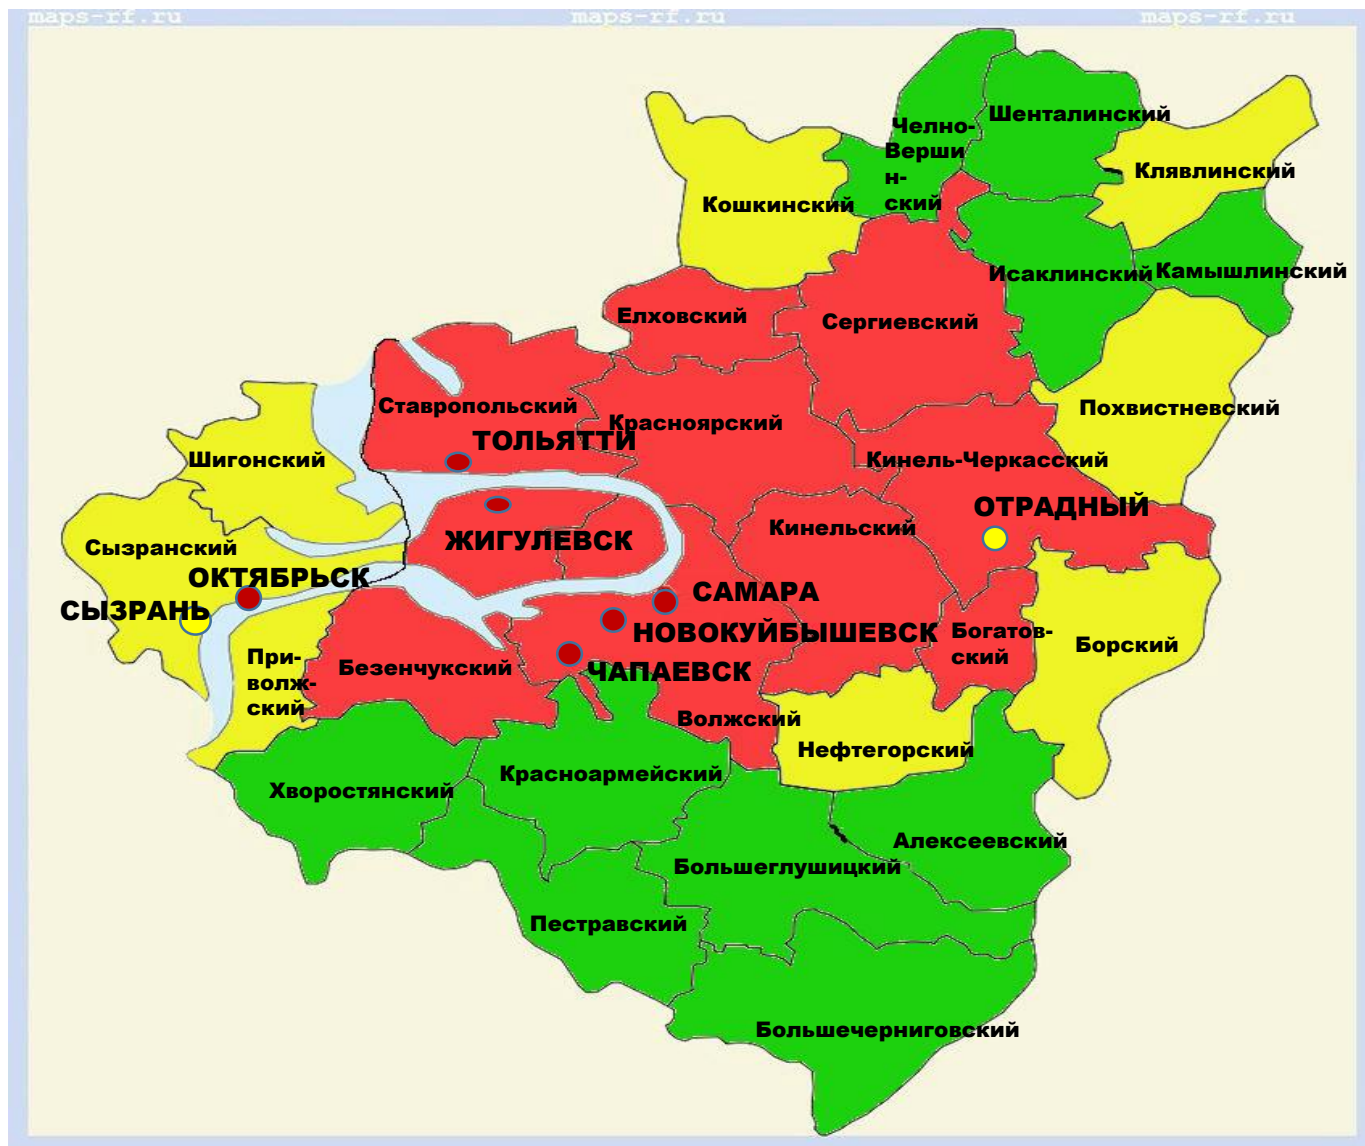 maps-rf.ru maps-rf.ru maps-rf.ru
Челно-
Верши
н-
ский
Шенталинский
Клявлинский
Кошкинский
Исаклинский
Камышлинский
Елховский
Сергиевский
Ставропольский
Красноярский
Похвистневский
ТОЛЬЯТТИ
Шигонский
Кинель-Черкасский
ОТРАДНЫЙ
Кинельский
ЖИГУЛЕВСК
Сызранский
ОКТЯБРЬСК
СЫЗРАНЬ
САМАРА
НОВОКУЙБЫШЕВСК
Богатов-
ский
Борский
При-
волж-
ский
Безенчукский
ЧАПАЕВСК
Волжский
Нефтегорский
Красноармейский
Хворостянский
Алексеевский
Большеглушицкий
Пестравский
Большечерниговский